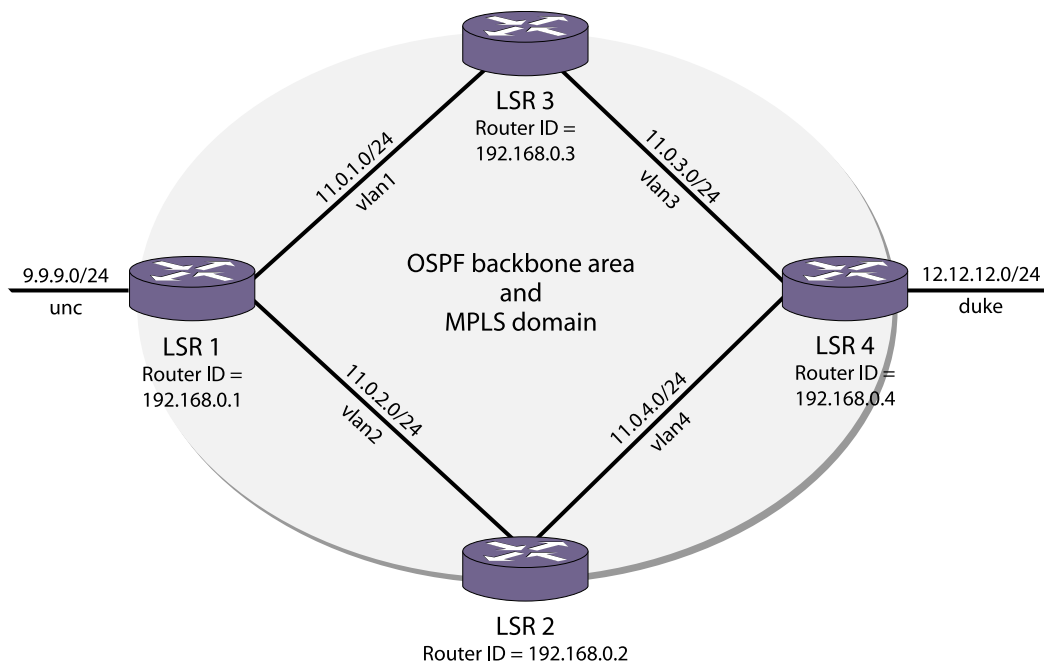 LSR 3
Router ID =
192.168.0.3
11.0.1.0/24
vlan1
11.0.3.0/24
vlan3
9.9.9.0/24
unc
OSPF backbone area
and
MPLS domain
12.12.12.0/24
duke
LSR 1
Router ID =
192.168.0.1
LSR 4
Router ID =
192.168.0.4
11.0.2.0/24
vlan2
11.0.4.0/24
vlan4
LSR 2
Router ID = 192.168.0.2